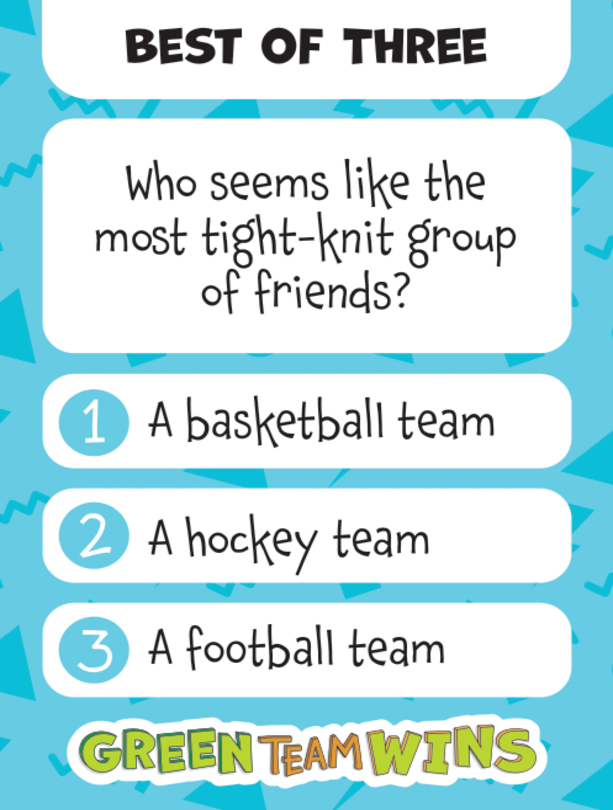 BEST OF THREE
Who seems like the
most tight-knit group
of friends?
1 A basketball team
2 A hockey team
3 A football team
GREEN TEAM WINS